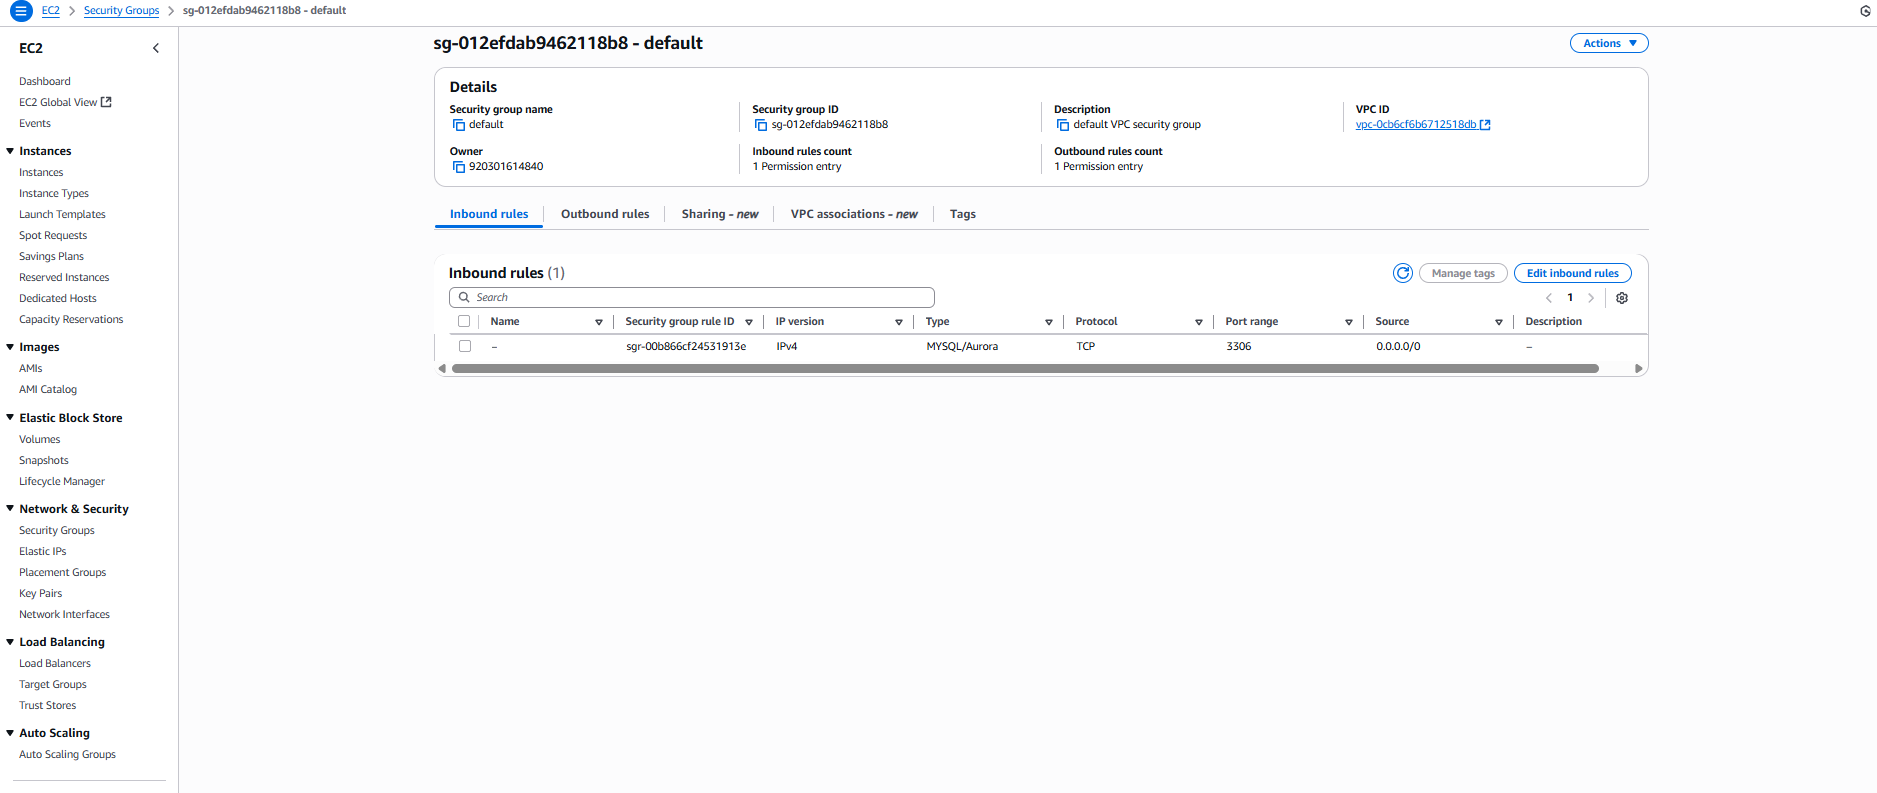 EC2 > Security Groups > sg-012efdab9462118b8 - default
EC2
Dashboard
EC2 Global View
Events
Instances
Instances
Instance Types
Launch Templates
Spot Requests
Savings Plans
Reserved Instances
Dedicated Hosts
Capacity Reservations
Images
AMIs
AMI Catalog
Elastic Block Store
Volumes
Snapshots
Lifecycle Manager
Network & Security
Security Groups
Elastic IPs
Placement Groups
Key Pairs
Network Interfaces
Load Balancing
Load Balancers
Target Groups
Trust Stores
Auto Scaling
Auto Scaling Groups
sg-012efdab9462118b8 - default
Actions
Details
Security group name
default
Security group ID
sg-012efdab9462118b8
Description
default VPC security group
VPC ID
vpc-0cb6cf6b6712518db
Owner
920301614840
Inbound rules count
1 Permission entry
Outbound rules count
1 Permission entry
Inbound rules Outbound rules Sharing - new VPC associations - new Tags
Inbound rules (1)
Manage tags Edit inbound rules
Search
1
Name Security group rule ID IP version Type Protocol Port range Source Description
– sgr-00b866cf24531913e IPv4 MYSQL/Aurora TCP 3306 0.0.0.0/0 –